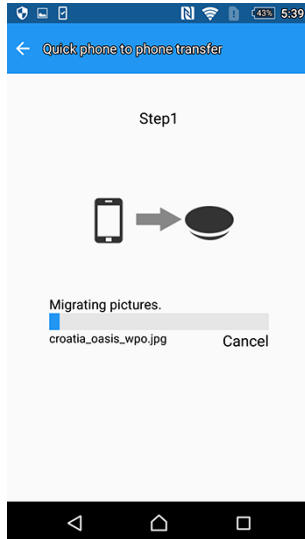 43% 5:39
Quick phone to phone transfer
Step1
Migrating pictures.
croatia_oasis_wpo.jpg
Cancel